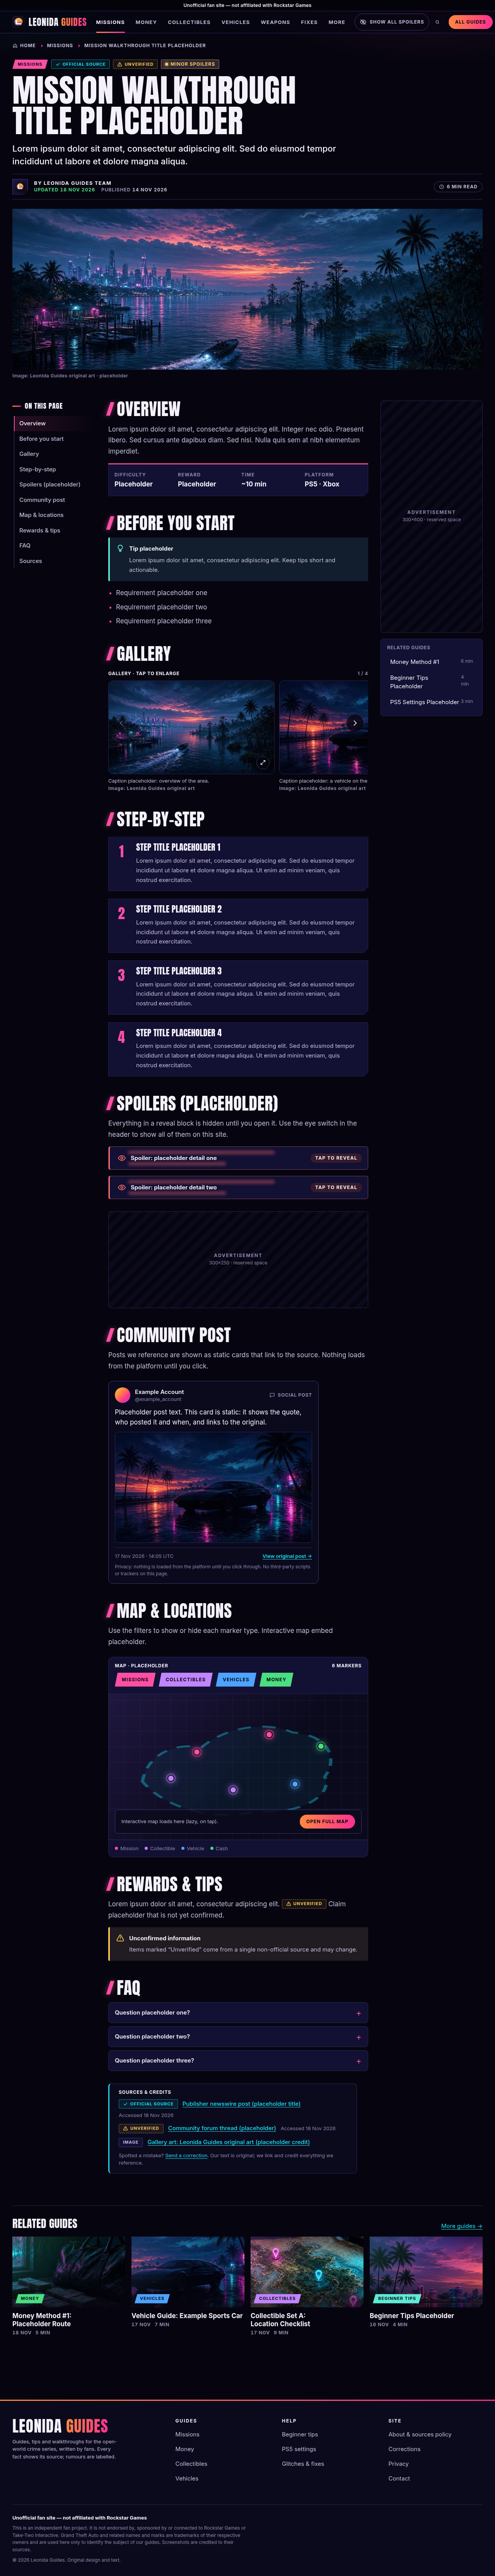 Unofficial fan site — not affiliated with Rockstar Games
LEONIDA GUIDES MISSIONS MONEY COLLECTIBLES VEHICLES WEAPONS FIXES MORE SHOW ALL SPOILERS ALL GUIDES
HOME › MISSIONS › MISSION WALKTHROUGH TITLE PLACEHOLDER
MISSIONS OFFICIAL SOURCE UNVERIFIED MINOR SPOILERS
MISSION WALKTHROUGH
TITLE PLACEHOLDER
Lorem ipsum dolor sit amet, consectetur adipiscing elit. Sed do eiusmod tempor
incididunt ut labore et dolore magna aliqua.
BY LEONIDA GUIDES TEAM
UPDATED 18 NOV 2026 PUBLISHED 14 NOV 2026
6 MIN READ
Image: Leonida Guides original art · placeholder
ON THIS PAGE
Overview
Before you start
Gallery
Step-by-step
Spoilers (placeholder)
Community post
Map & locations
Rewards & tips
FAQ
Sources
OVERVIEW
Lorem ipsum dolor sit amet, consectetur adipiscing elit. Integer nec odio. Praesent
libero. Sed cursus ante dapibus diam. Sed nisi. Nulla quis sem at nibh elementum
imperdiet.
DIFFICULTY REWARD TIME PLATFORM
Placeholder Placeholder ~10 min PS5 · Xbox
BEFORE YOU START
Tip placeholder
Lorem ipsum dolor sit amet, consectetur adipiscing elit. Keep tips short and
actionable.
Requirement placeholder one
Requirement placeholder two
Requirement placeholder three
GALLERY
GALLERY · TAP TO ENLARGE 1 / 4
Caption placeholder: overview of the area.
Image: Leonida Guides original art
Caption placeholder: a vehicle on the
Image: Leonida Guides original art
STEP-BY-STEP
1 STEP TITLE PLACEHOLDER 1
Lorem ipsum dolor sit amet, consectetur adipiscing elit. Sed do eiusmod tempor
incididunt ut labore et dolore magna aliqua. Ut enim ad minim veniam, quis
nostrud exercitation.
2 STEP TITLE PLACEHOLDER 2
Lorem ipsum dolor sit amet, consectetur adipiscing elit. Sed do eiusmod tempor
incididunt ut labore et dolore magna aliqua. Ut enim ad minim veniam, quis
nostrud exercitation.
3 STEP TITLE PLACEHOLDER 3
Lorem ipsum dolor sit amet, consectetur adipiscing elit. Sed do eiusmod tempor
incididunt ut labore et dolore magna aliqua. Ut enim ad minim veniam, quis
nostrud exercitation.
4 STEP TITLE PLACEHOLDER 4
Lorem ipsum dolor sit amet, consectetur adipiscing elit. Sed do eiusmod tempor
incididunt ut labore et dolore magna aliqua. Ut enim ad minim veniam, quis
nostrud exercitation.
SPOILERS (PLACEHOLDER)
Everything in a reveal block is hidden until you open it. Use the eye switch in the
header to show all of them on this site.
Spoiler: placeholder detail one TAP TO REVEAL
Spoiler: placeholder detail two TAP TO REVEAL
ADVERTISEMENT
300×250 · reserved space
COMMUNITY POST
Posts we reference are shown as static cards that link to the source. Nothing loads
from the platform until you click.
Example Account
@example_account
SOCIAL POST
Placeholder post text. This card is static: it shows the quote,
who posted it and when, and links to the original.
17 Nov 2026 · 14:05 UTC View original post →
Privacy: nothing is loaded from the platform until you click through. No third-party scripts
or trackers on this page.
MAP & LOCATIONS
Use the filters to show or hide each marker type. Interactive map embed
placeholder.
MAP · PLACEHOLDER 6 MARKERS
MISSIONS COLLECTIBLES VEHICLES MONEY
Interactive map loads here (lazy, on tap). OPEN FULL MAP
Mission Collectible Vehicle Cash
REWARDS & TIPS
Lorem ipsum dolor sit amet, consectetur adipiscing elit. UNVERIFIED Claim
placeholder that is not yet confirmed.
Unconfirmed information
Items marked "Unverified" come from a single non-official source and may change.
FAQ
Question placeholder one? +
Question placeholder two? +
Question placeholder three? +
SOURCES & CREDITS
OFFICIAL SOURCE Publisher newswire post (placeholder title)
Accessed 18 Nov 2026
UNVERIFIED Community forum thread (placeholder) Accessed 18 Nov 2026
IMAGE Gallery art: Leonida Guides original art (placeholder credit)
Spotted a mistake? Send a correction. Our text is original; we link and credit everything we
reference.
ADVERTISEMENT
300×600 · reserved space
RELATED GUIDES
Money Method #1 6 min
Beginner Tips Placeholder 4 min
PS5 Settings Placeholder 3 min
RELATED GUIDES
More guides →
MONEY
Money Method #1:
Placeholder Route
18 NOV 5 MIN
VEHICLES
Vehicle Guide: Example Sports Car
17 NOV 7 MIN
COLLECTIBLES
Collectible Set A:
Location Checklist
17 NOV 9 MIN
BEGINNER TIPS
Beginner Tips Placeholder
16 NOV 4 MIN
LEONIDA GUIDES
Guides, tips and walkthroughs for the open-
world crime series, written by fans. Every
fact shows its source; rumours are labelled.
GUIDES
Missions
Money
Collectibles
Vehicles
HELP
Beginner tips
PS5 settings
Glitches & fixes
SITE
About & sources policy
Corrections
Privacy
Contact
Unofficial fan site — not affiliated with Rockstar Games
This is an independent fan project. It is not endorsed by, sponsored by or connected to Rockstar Games or
Take-Two Interactive. Grand Theft Auto and related names and marks are trademarks of their respective
owners and are used here only to identify the subject of our guides. Screenshots are credited to their
sources.
© 2026 Leonida Guides. Original design and text.